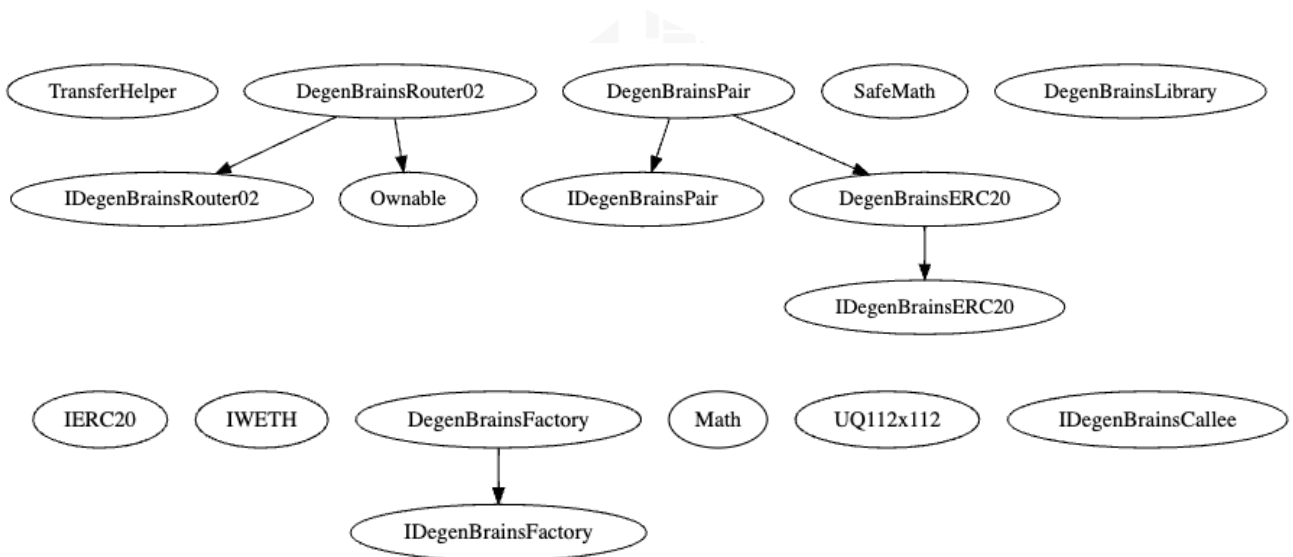 TransferHelper
DegenBrainsRouter02
DegenBrainsPair
SafeMath
DegenBrainsLibrary
IDegenBrainsRouter02
Ownable
IDegenBrainsPair
DegenBrainsERC20
IDegenBrainsERC20
IERC20
IWETH
DegenBrainsFactory
Math
UQ112x112
IDegenBrainsCallee
IDegenBrainsFactory